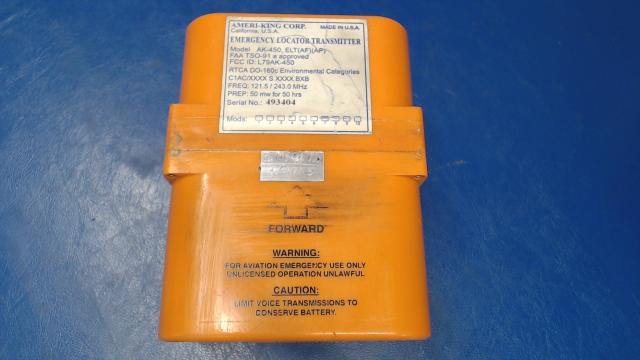 AMERI-KING CORP. MADE IN U.S.A.
California, U.S.A.
EMERGENCY LOCATOR TRANSMITTER
Model AK-450, ELT(AF)(AP)
FAA TSO-91 a approved
FCC ID: L79AK-450
RTCA DO-160c Environmental Categories
C1AC/XXXX S XXXX BXB
FREQ: 121.5 / 243.0 MHz
PREP: 50 mw for 50 hrs
Serial No.: 493404
Mods:
FORWARD
WARNING:
FOR AVIATION EMERGENCY USE ONLY
UNLICENSED OPERATION UNLAWFUL
CAUTION:
LIMIT VOICE TRANSMISSIONS TO
CONSERVE BATTERY.